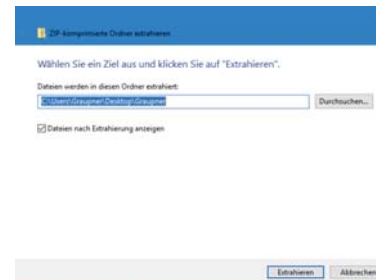 ZIP-komprimierte Ordner extrahieren
Wählen Sie ein Ziel aus und klicken Sie auf "Extrahieren".
Dateien werden in diesen Ordner extrahiert:
C:\Users\Graupner\Desktop\Graupner
Durchsuchen...
Dateien nach Extrahierung anzeigen
Extrahieren
Abbrechen